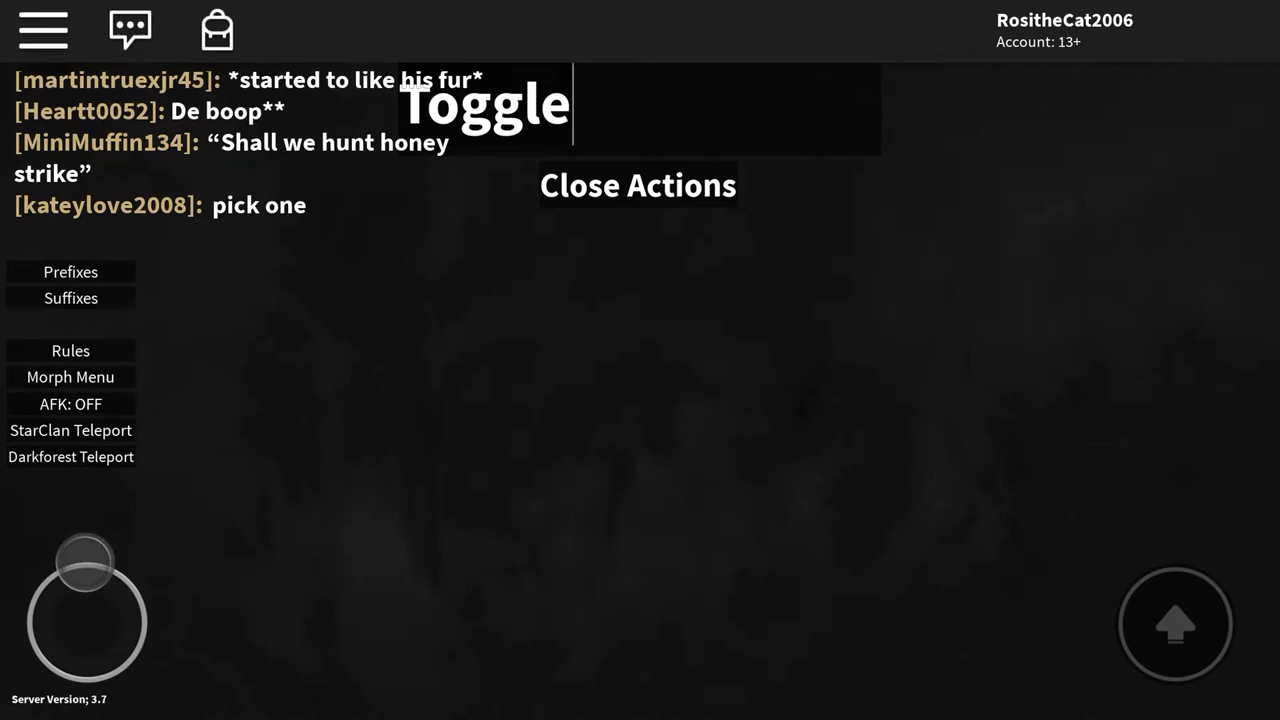 RositheCat2006
Account: 13+
[martintruexjr45]: *started to like his fur*
[Heartt0052]: De boop**
[MiniMuffin134]: “Shall we hunt honey
strike”
[kateylove2008]: pick one
Toggle
Close Actions
Prefixes
Suffixes
Rules
Morph Menu
AFK: OFF
StarClan Teleport
Darkforest Teleport
Server Version; 3.7